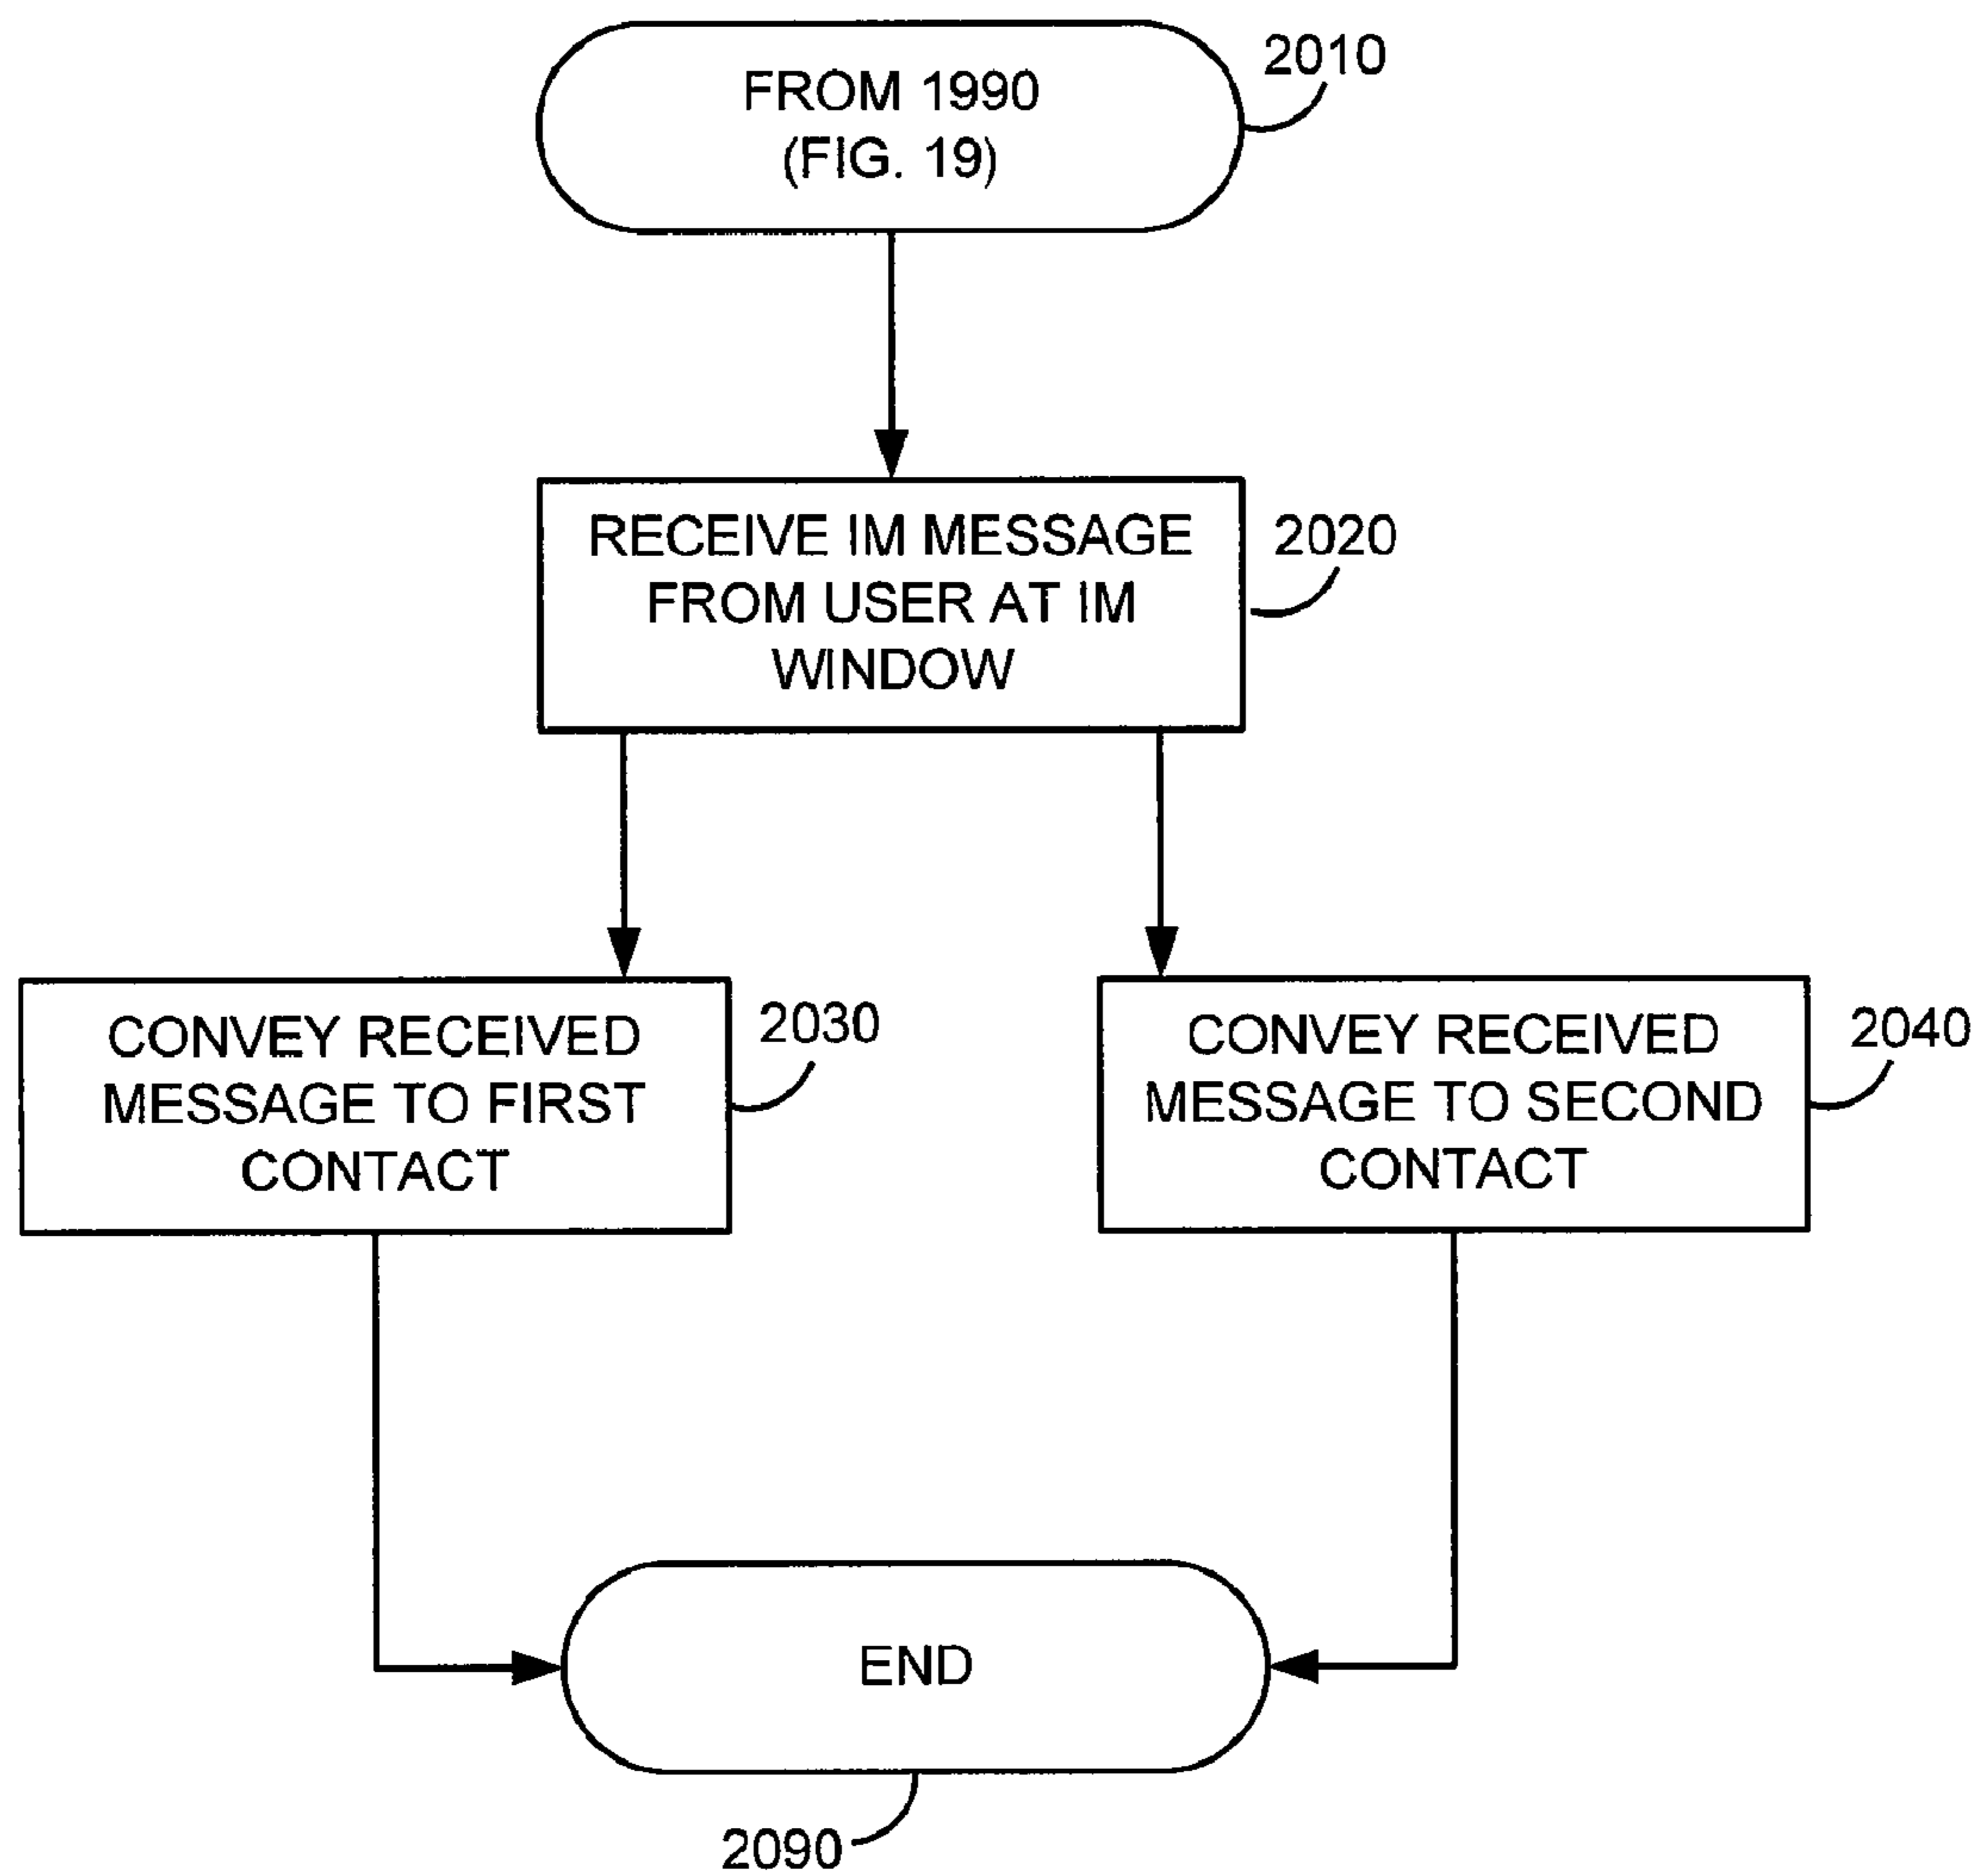 FROM 1990
(FIG. 19)
2010
RECEIVE IM MESSAGE
FROM USER AT IM
WINDOW
2020
CONVEY RECEIVED
MESSAGE TO FIRST
CONTACT
2030
CONVEY RECEIVED
MESSAGE TO SECOND
CONTACT
2040
END
2090